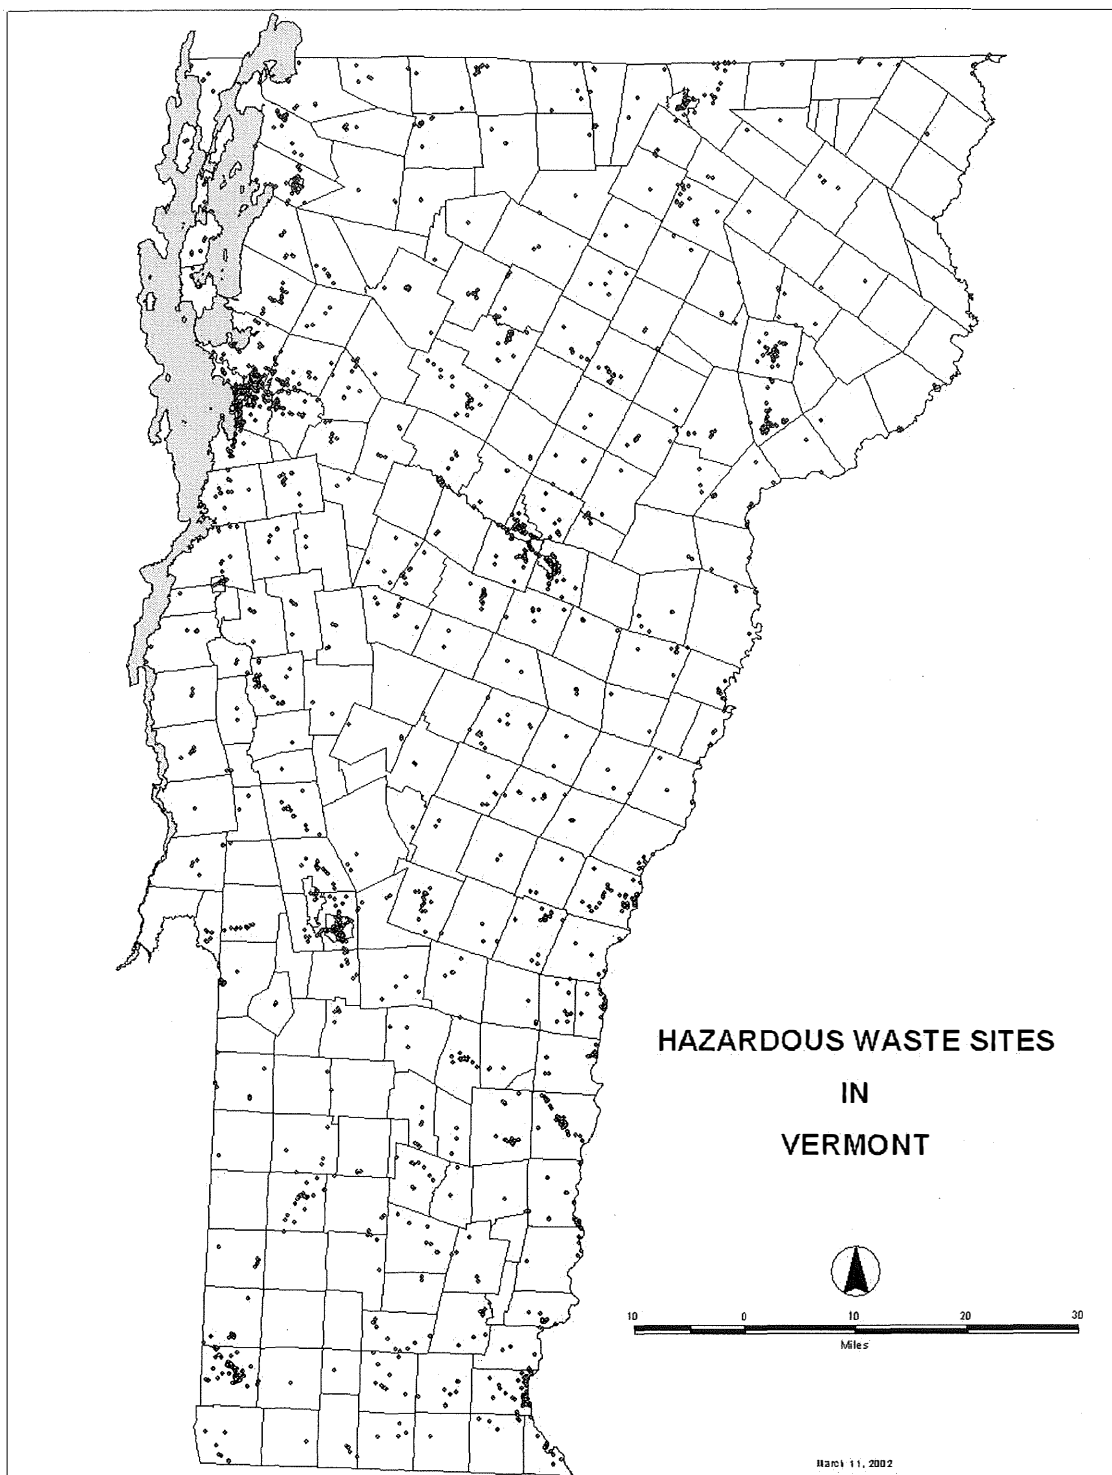 HAZARDOUS WASTE SITES
IN
VERMONT
10 0 10 20 30
Miles
March 11, 2002